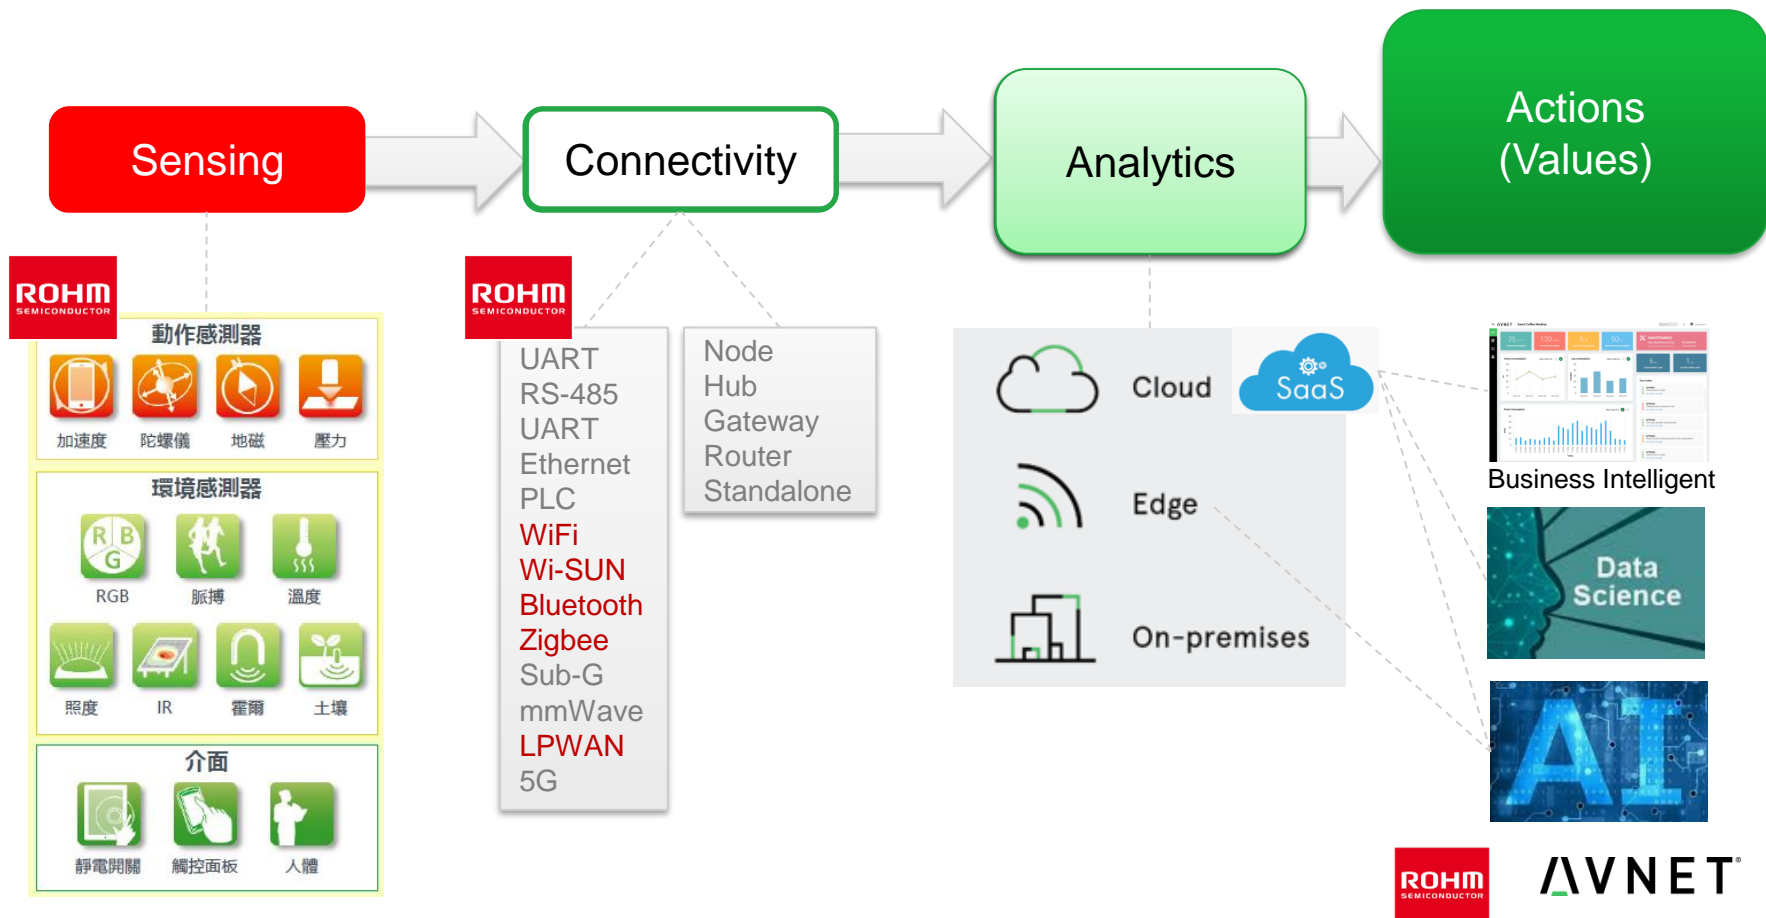 Sensing
Connectivity
Analytics
Actions
(Values)
ROHM
SEMICONDUCTOR
動作感測器
加速度
陀螺儀
地磁
壓力
環境感測器
RGB
RGB
脈搏
溫度
照度
IR
霍爾
土壤
介面
靜電開關
觸控面板
人體
ROHM
SEMICONDUCTOR
UART
RS-485
UART
Ethernet
PLC
WiFi
Wi-SUN
Bluetooth
Zigbee
Sub-G
mmWave
LPWAN
5G
Node
Hub
Gateway
Router
Standalone
Cloud
SaaS
Edge
On-premises
AVNET
Business Intelligent
Data
Science
AI
ROHM
SEMICONDUCTOR
AVNET